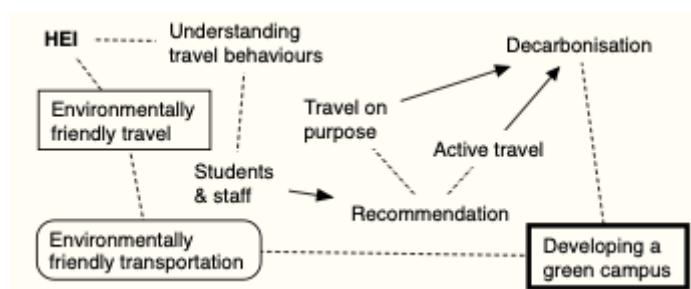 HEI
Understanding
travel behaviours
Decarbonisation
Environmentally
friendly travel
Travel on
purpose
Active travel
Students
& staff
Recommendation
Environmentally
friendly transportation
Developing a
green campus